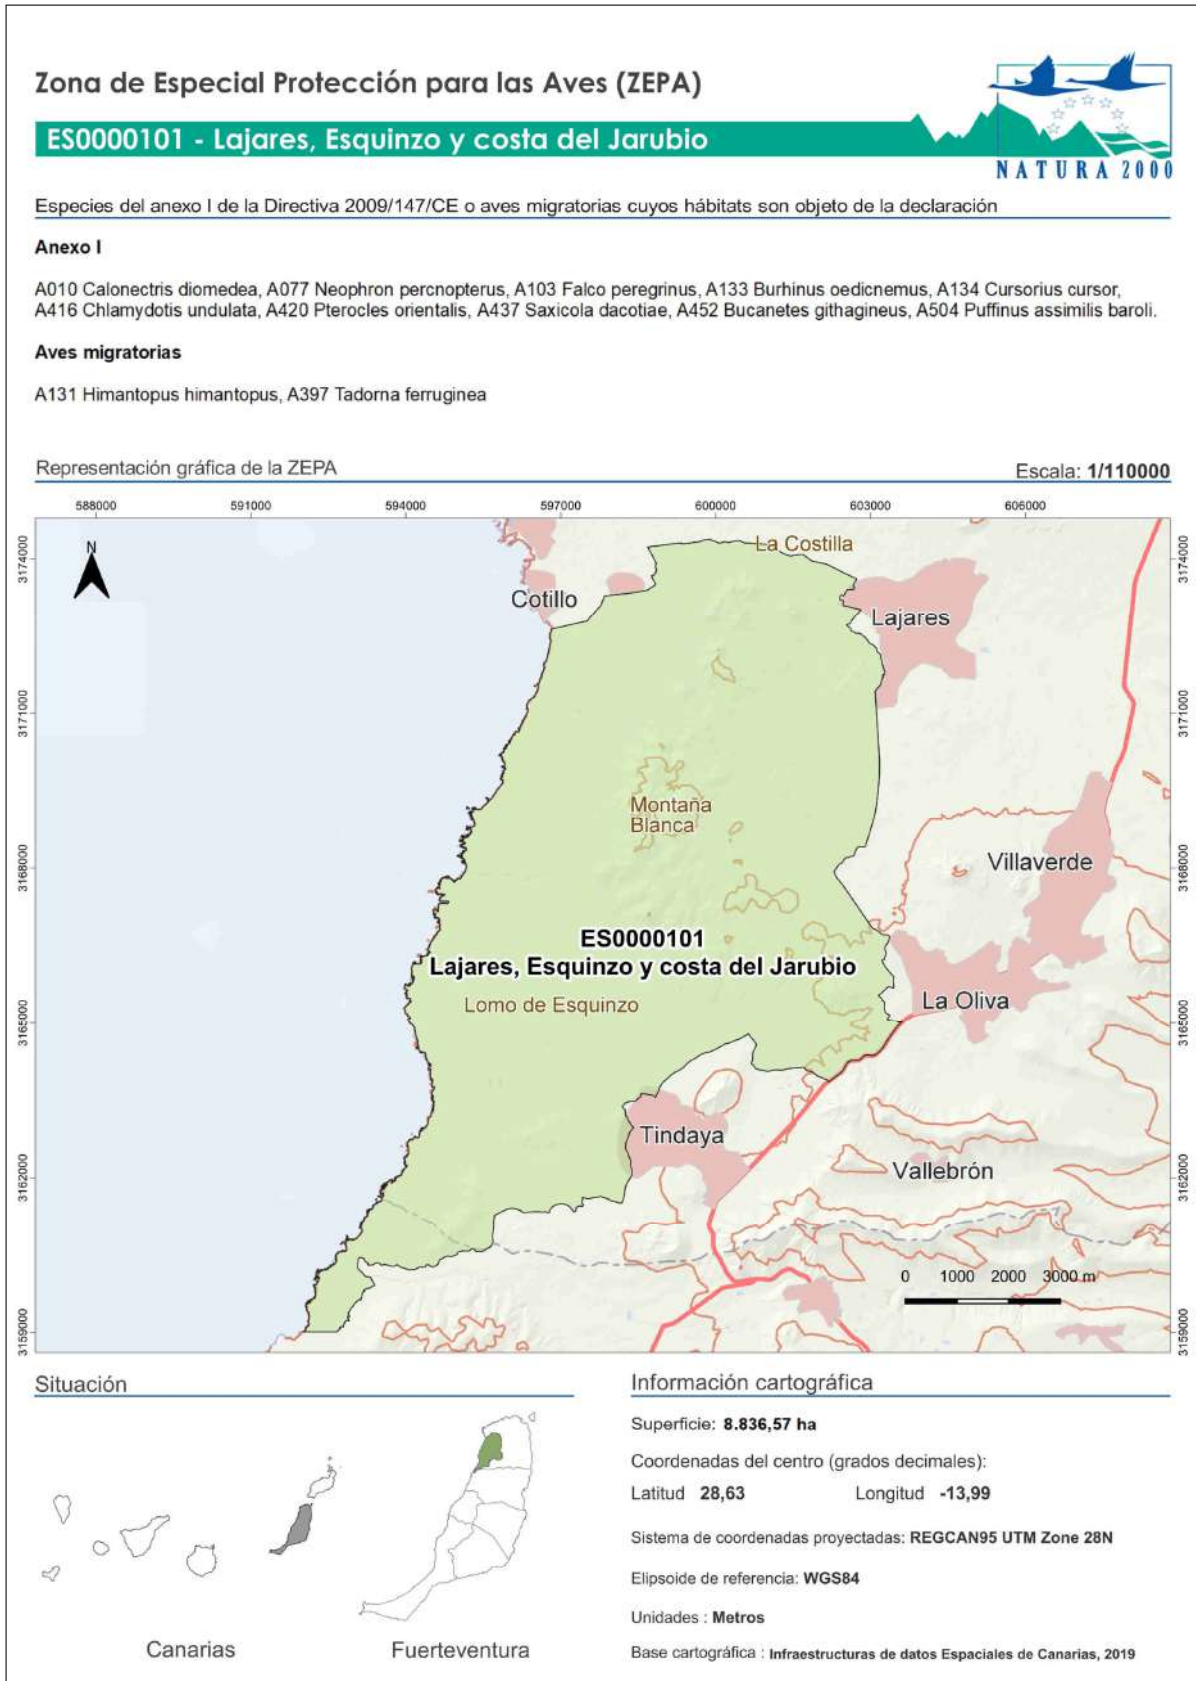 Zona de Especial Protección para las Aves (ZEPA)
ES0000101 - Lajares, Esquinzo y costa del Jarubio
NATURA 2000
Especies del anexo I de la Directiva 2009/147/CE o aves migratorias cuyos hábitats son objeto de la declaración
Anexo I
A010 Calonectris diomedea, A077 Neophron percnopterus, A103 Falco peregrinus, A133 Burhinus oedicnemus, A134 Cursorius cursor,
A416 Chlamydotis undulata, A420 Pterocles orientalis, A437 Saxicola dacotiae, A452 Bucanetes githagineus, A504 Puffinus assimilis baroli.
Aves migratorias
A131 Himantopus himantopus, A397 Tadorna ferruginea
Representación gráfica de la ZEPA
Escala: 1/110000
588000 591000 594000 597000 600000 603000 606000
N
3174000
3174000
La Costilla
Cotillo
Lajares
3171000
3171000
Montaña
Blanca
Villaverde
3168000
3168000
ES0000101
Lajares, Esquinzo y costa del Jarubio
Lomo de Esquinzo
La Oliva
3165000
3165000
Tindaya
Vallebrón
3162000
3162000
0 1000 2000 3000 m
3159000
3159000
Situación
Canarias
Fuerteventura
Información cartográfica
Superficie: 8.836,57 ha
Coordenadas del centro (grados decimales):
Latitud 28,63 Longitud -13,99
Sistema de coordenadas proyectadas: REGCAN95 UTM Zone 28N
Elipsoide de referencia: WGS84
Unidades : Metros
Base cartográfica : Infraestructuras de datos Espaciales de Canarias, 2019